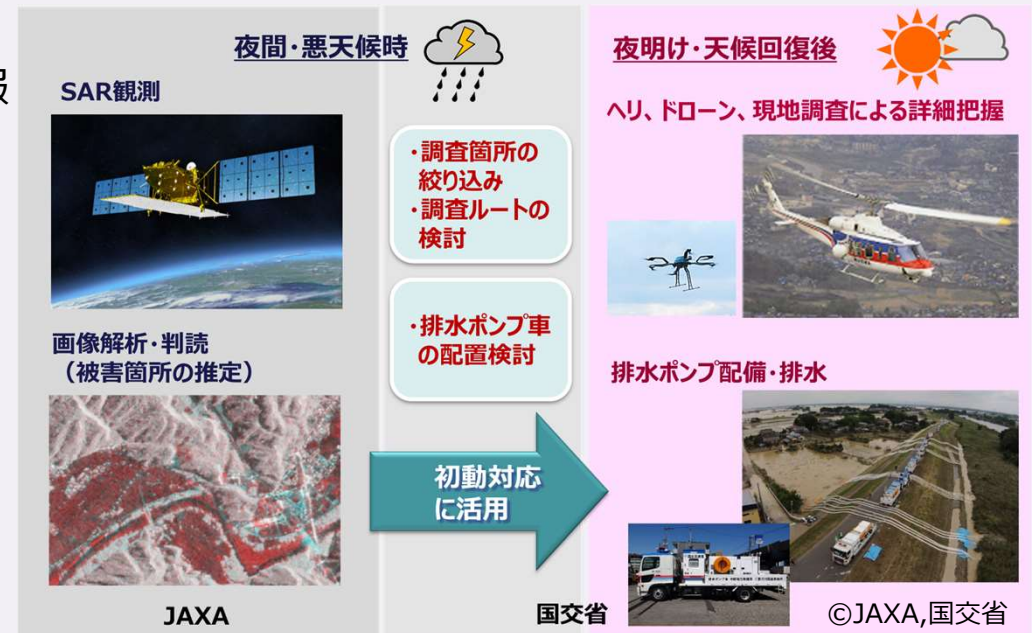 報
夜間・悪天候時
SAR観測
画像解析・判読
（被害箇所の推定）
JAXA
・調査箇所の
絞り込み
・調査ルートの
検討
・排水ポンプ車
の配置検討
初動対応
に活用
国交省
夜明け・天候回復後
ヘリ、ドローン、現地調査による詳細把握
排水ポンプ配備・排水
©JAXA,国交省